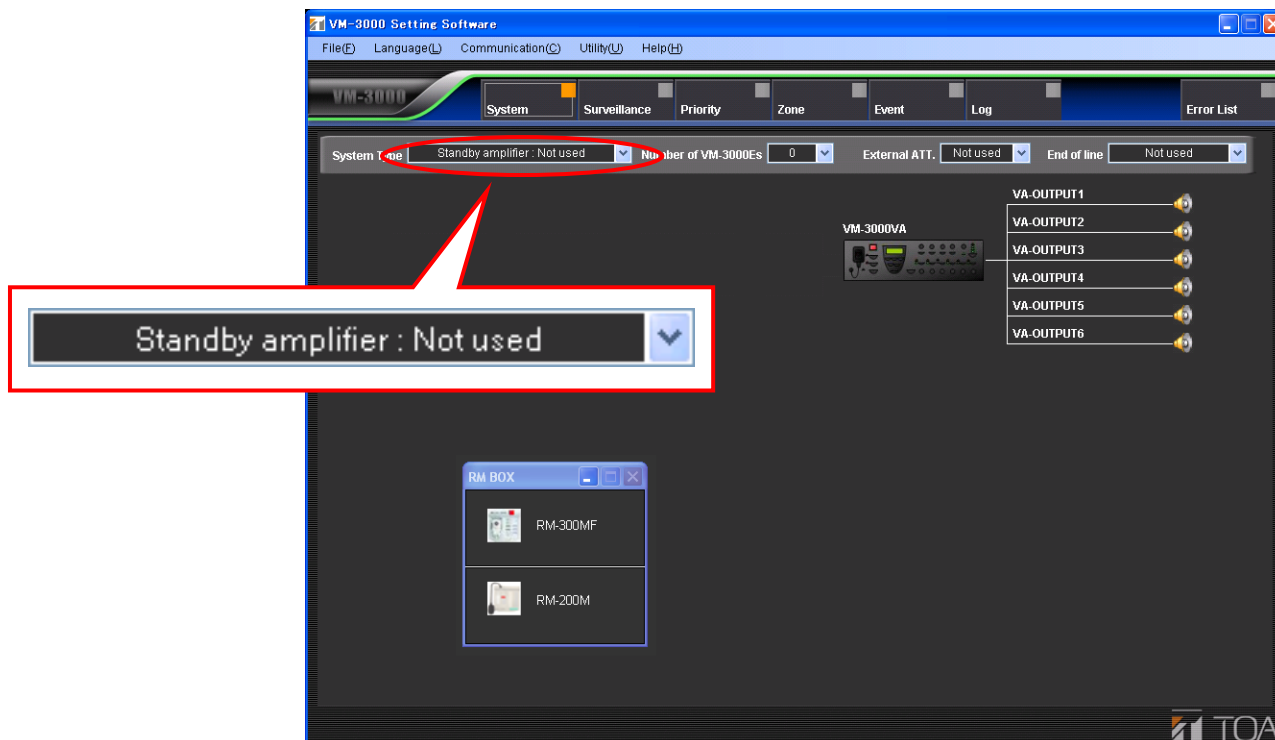 VM-3000 Setting Software
File(F) Language(L) Communication(C) Utility(U) Help(H)
VM-3000
System Surveillance Priority Zone Event Log Error List
System Type Standby amplifier : Not used Number of VM-3000Es 0 External ATT. Not used End of line Not used
VA-OUTPUT1
VA-OUTPUT2
VM-3000VA
VA-OUTPUT3
VA-OUTPUT4
VA-OUTPUT5
VA-OUTPUT6
Standby amplifier : Not used
RM BOX
RM-300MF
RM-200M
TOA